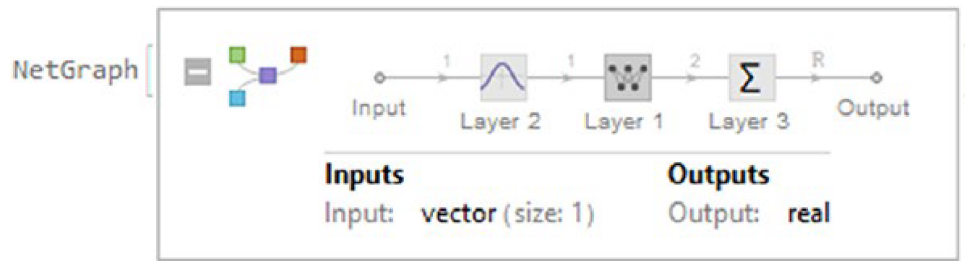 NetGraph [
1 1 2 R
Σ
Input Layer 2 Layer 1 Layer 3 Output
Inputs Outputs
Input: vector (size: 1) Output: real